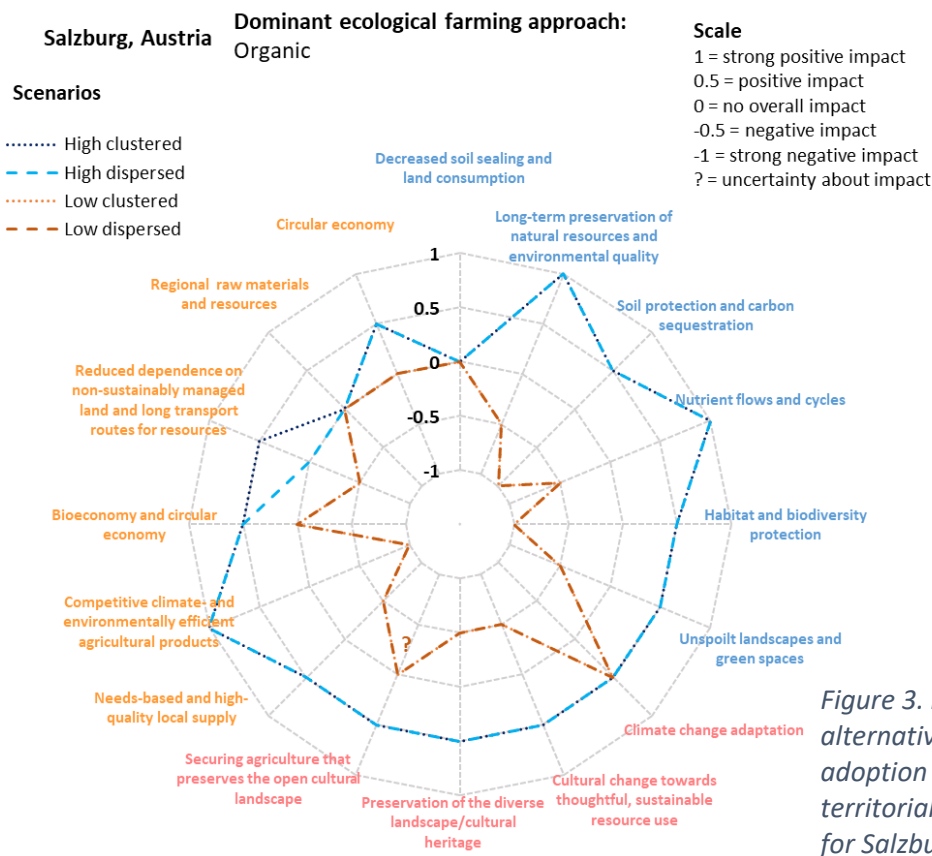 Salzburg, Austria
Dominant ecological farming approach:
Organic
Scale
1 = strong positive impact
0.5 = positive impact
0 = no overall impact
-0.5 = negative impact
-1 = strong negative impact
? = uncertainty about impact
Scenarios
High clustered
High dispersed
Low clustered
Low dispersed
Decreased soil sealing and
land consumption
Long-term preservation of
natural resources and
environmental quality
Soil protection and carbon
sequestration
Nutrient flows and cycles
Habitat and biodiversity
protection
Unspoilt landscapes and
green spaces
Climate change adaptation
Cultural change towards
thoughtful, sustainable
resource use
Preservation of the diverse
landscape/cultural
heritage
Securing agriculture that
preserves the open cultural
landscape
Needs-based and high-
quality local supply
Competitive climate- and
environmentally efficient
agricultural products
Bioeconomy and circular
economy
Reduced dependence on
non-sustainably managed
land and long transport
routes for resources
Regional raw materials
and resources
Circular economy
1
0.5
0
-0.5
-1
?
Figure 3.
alternativ
adoption
territorial
for Salzbu